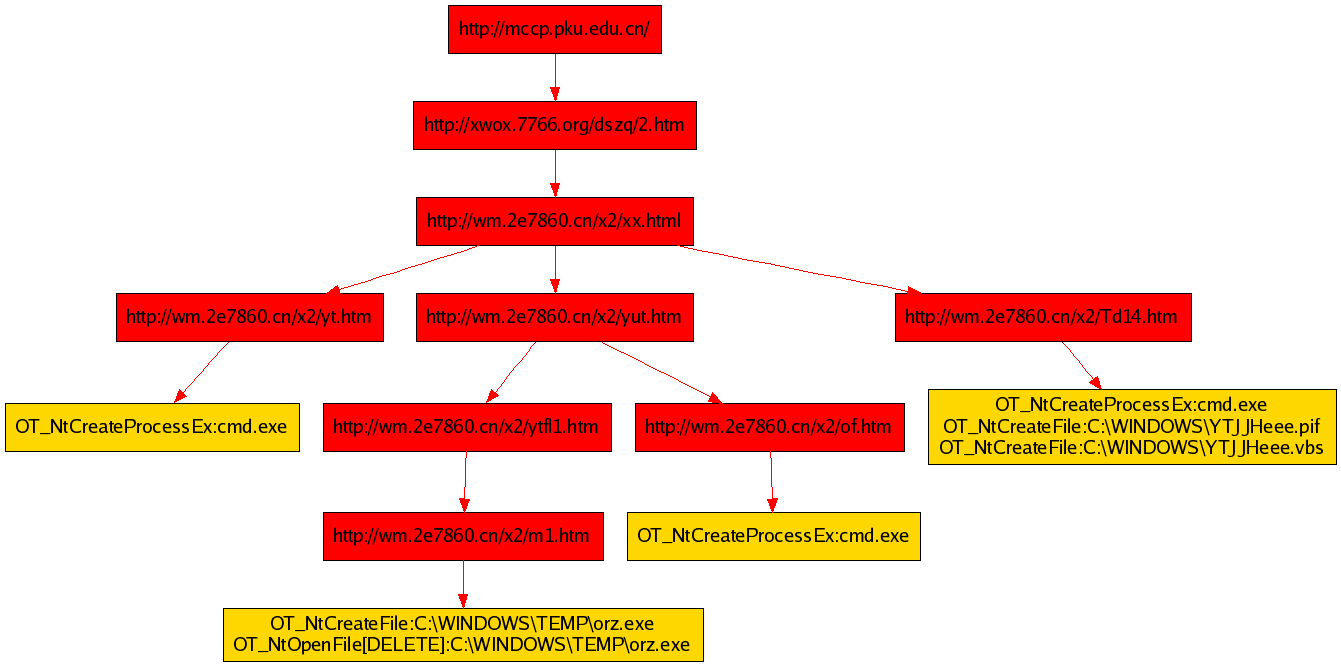 http://mccp.pku.edu.cn/
http://xwox.7766.org/dszq/2.htm
http://wm.2e7860.cn/x2/xx.html
http://wm.2e7860.cn/x2/yt.htm
http://wm.2e7860.cn/x2/yut.htm
http://wm.2e7860.cn/x2/Td14.htm
OT_NtCreateProcessEx:cmd.exe
http://wm.2e7860.cn/x2/ytfl1.htm
http://wm.2e7860.cn/x2/of.htm
OT_NtCreateProcessEx:cmd.exe
OT_NtCreateFile:C:\WINDOWS\YTJJHeee.pif
OT_NtCreateFile:C:\WINDOWS\YTJJHeee.vbs
http://wm.2e7860.cn/x2/m1.htm
OT_NtCreateProcessEx:cmd.exe
OT_NtCreateFile:C:\WINDOWS\TEMP\orz.exe
OT_NtOpenFile[DELETE]:C:\WINDOWS\TEMP\orz.exe